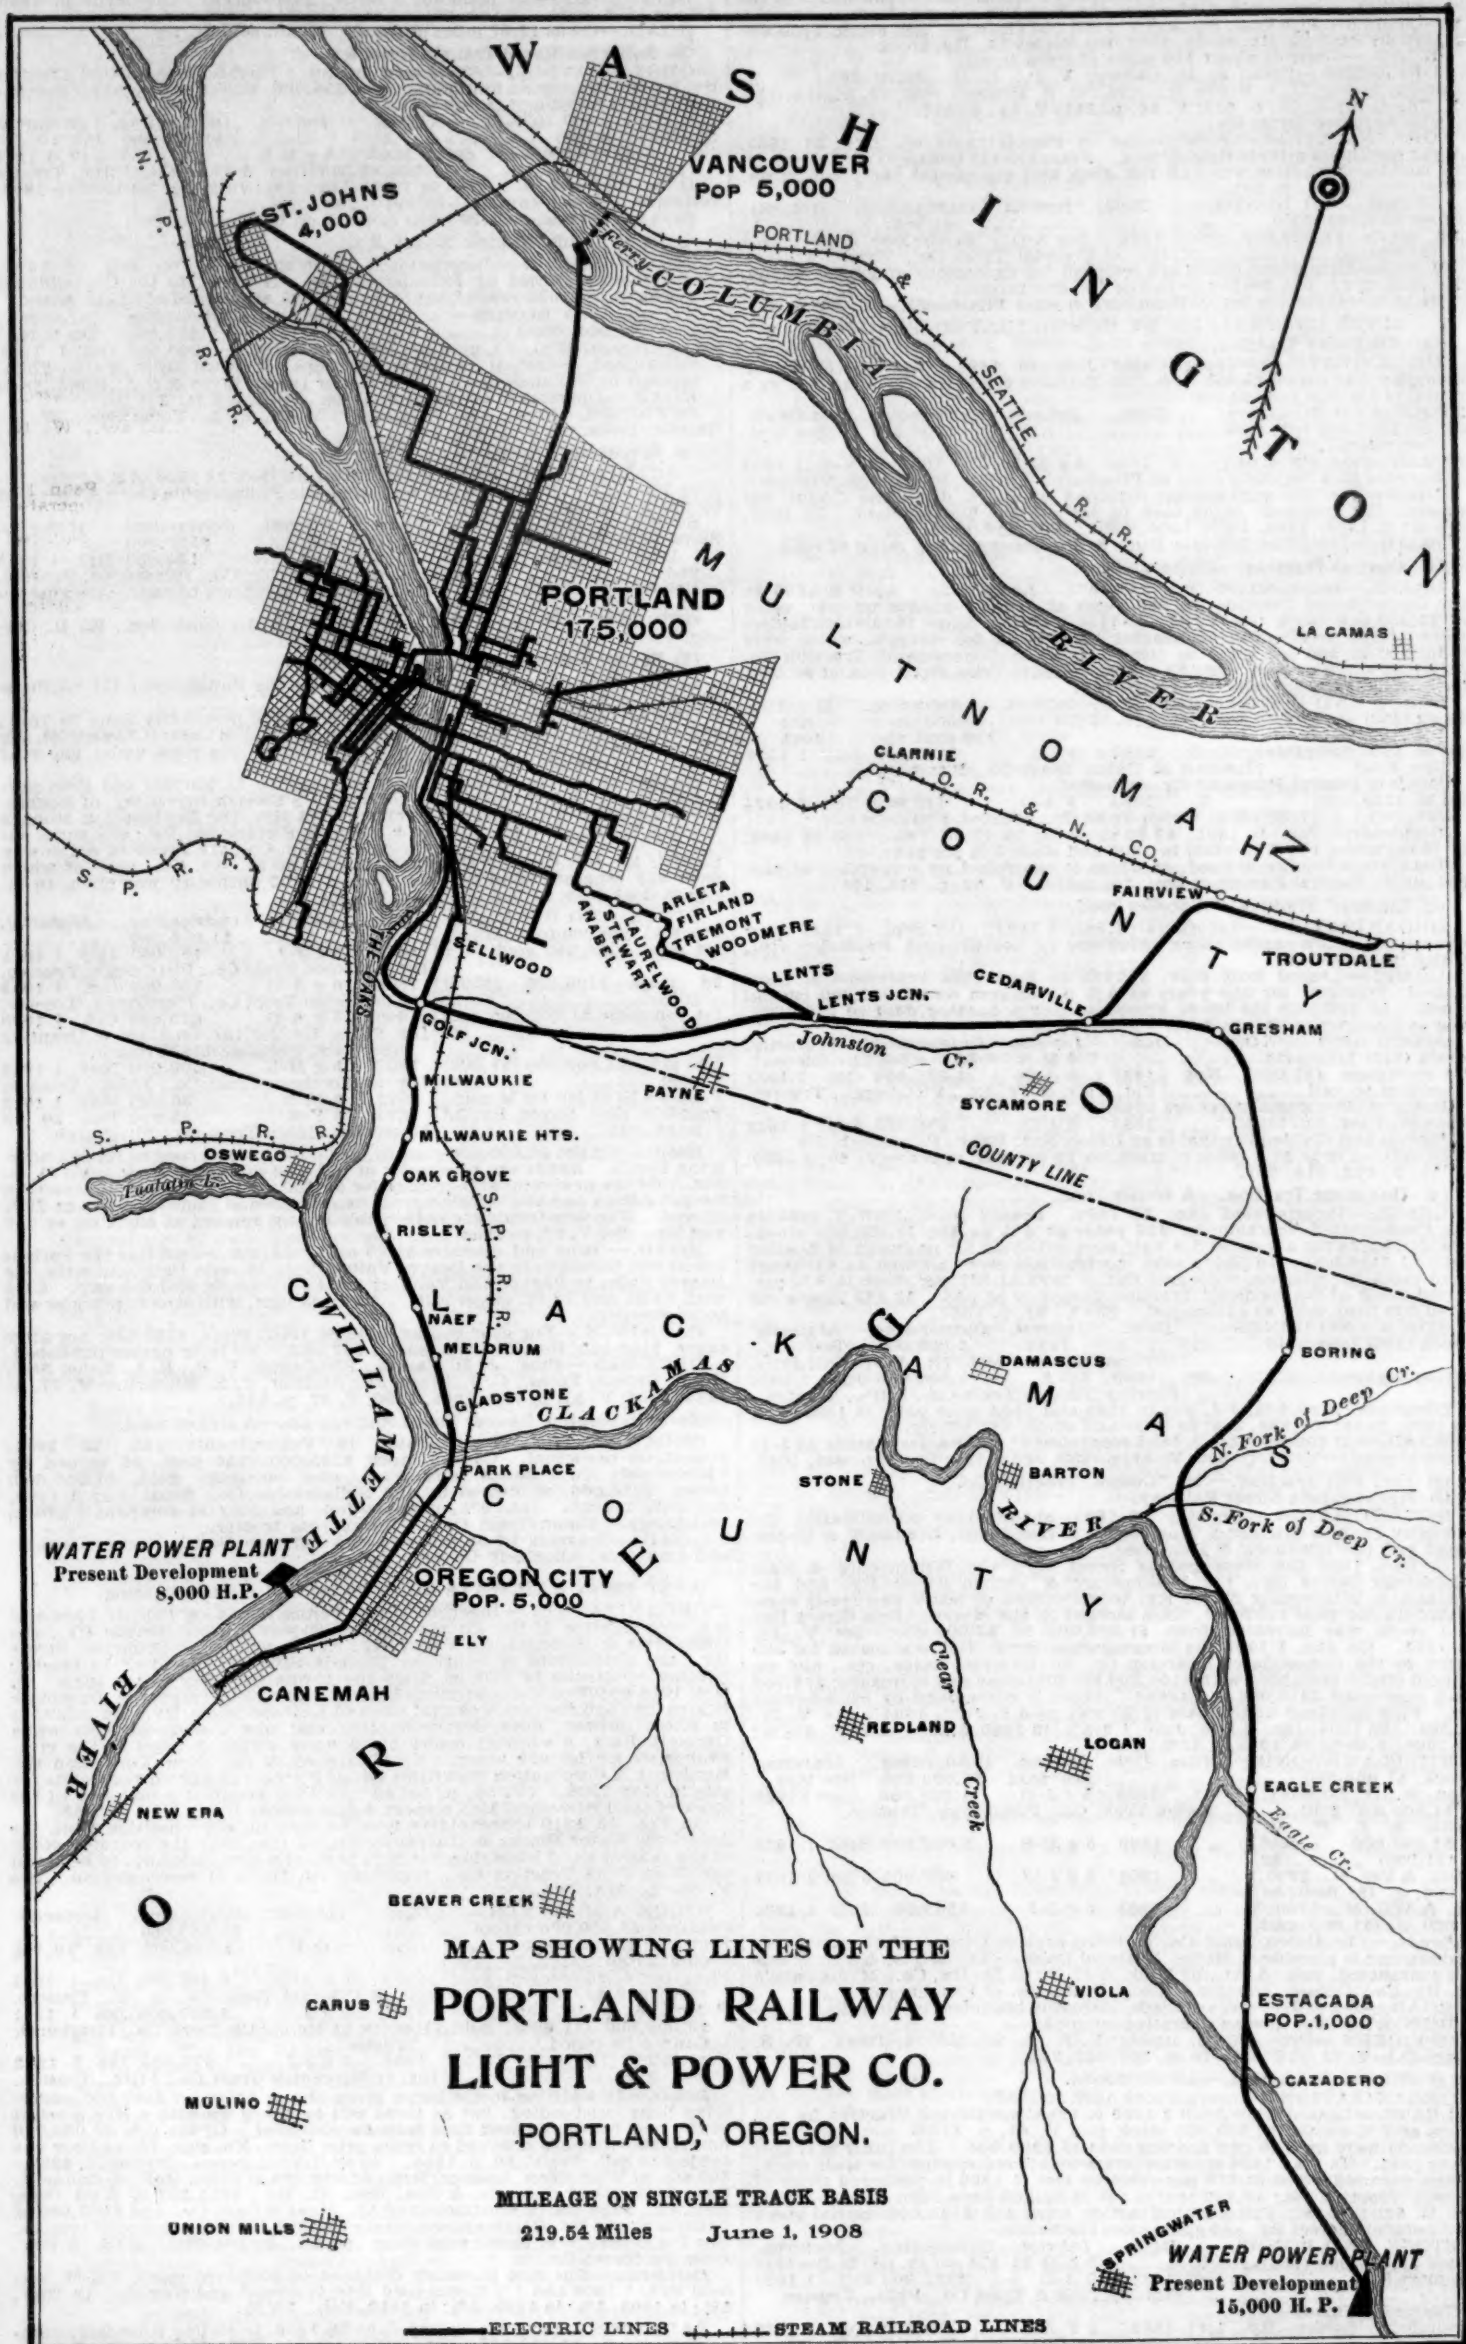 WASHINGTON
N
N. P. R. R.
ST. JOHNS
4,000
VANCOUVER
POP 5,000
Ferry
PORTLAND & SEATTLE R. R.
COLUMBIA RIVER
LA CAMAS
PORTLAND
175,000
MULTNOMAH COUNTY
CLARNIE
O. R. & N. CO.
FAIRVIEW
TROUTDALE
S. P. R. R.
THE OAKS
SELLWOOD
ANABEL
STEWART
LAURELWOOD
ARLETA
FIRLAND
TREMONT
WOODMERE
LENTS
LENTS JCN.
CEDARVILLE
GRESHAM
GOLF JCN.
Johnston Cr.
PAYNE
SYCAMORE
COUNTY LINE
MILWAUKIE
MILWAUKIE HTS.
S. P. R. R.
OSWEGO
Tualatin L.
OAK GROVE
RISLEY
S. P. R. R.
NAEF
MELDRUM
GLADSTONE
PARK PLACE
CLACKAMAS COUNTY
WILLAMETTE RIVER
CLACKAMAS RIVER
OREGON
DAMASCUS
BORING
N. Fork of Deep Cr.
S. Fork of Deep Cr.
STONE
BARTON
WATER POWER PLANT
Present Development
8,000 H.P.
OREGON CITY
POP. 5,000
ELY
CANEMAH
NEW ERA
Clear Creek
REDLAND
LOGAN
EAGLE CREEK
Eagle Cr.
BEAVER CREEK
CARUS
VIOLA
ESTACADA
POP. 1,000
CAZADERO
MULINO
UNION MILLS
MAP SHOWING LINES OF THE
PORTLAND RAILWAY
LIGHT & POWER CO.
PORTLAND, OREGON.
MILEAGE ON SINGLE TRACK BASIS
219.54 Miles June 1, 1908
SPRINGWATER
WATER POWER PLANT
Present Development
15,000 H. P.
ELECTRIC LINES STEAM RAILROAD LINES